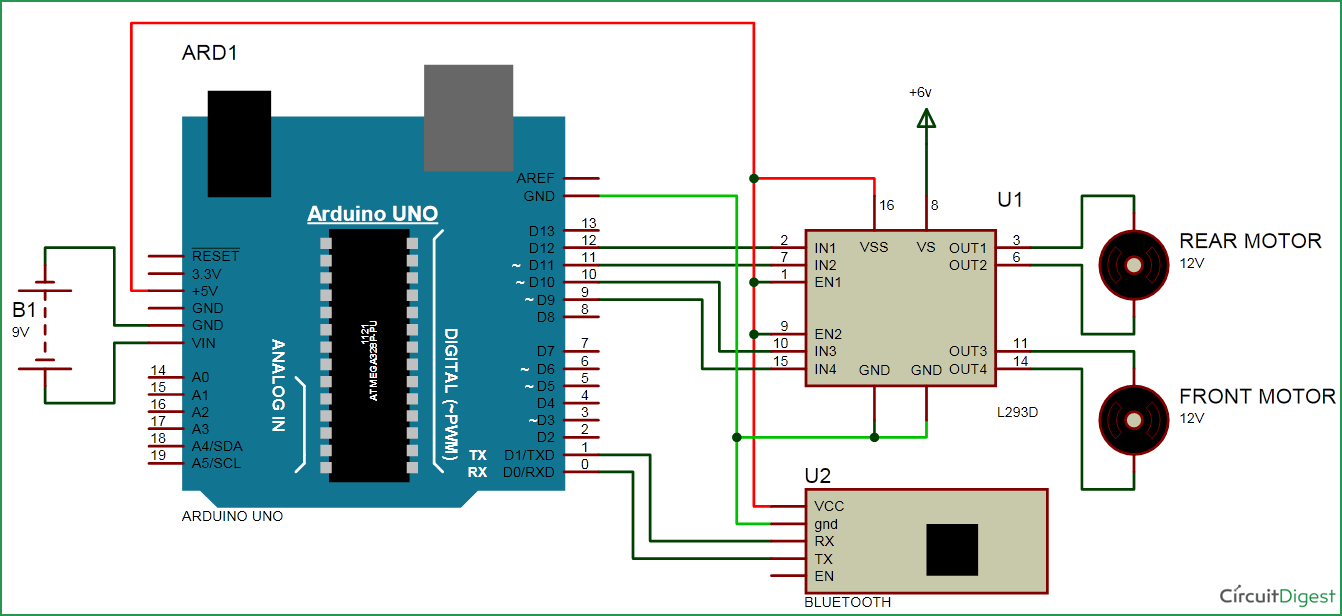 ARD1
Arduino UNO
1121
ATMEGA328P-PU
ANALOG IN
DIGITAL (~PWM)
RESET
3.3V
+5V
GND
GND
VIN
14 A0
15 A1
16 A2
17 A3
18 A4/SDA
19 A5/SCL
AREF
GND
D13 13
D12 12
~ D11 11
~ D10 10
~ D9 9
D8 8
D7 7
~ D6 6
~ D5 5
D4 4
~ D3 3
D2 2
TX D1/TXD 1
RX D0/RXD 0
ARDUINO UNO
B1
9V
+6v
U1
16 VSS
8 VS
2 IN1
7 IN2
1 EN1
9 EN2
10 IN3
15 IN4
OUT1 3
OUT2 6
OUT3 11
OUT4 14
GND GND
L293D
REAR MOTOR
12V
FRONT MOTOR
12V
U2
VCC
gnd
RX
TX
EN
BLUETOOTH
CircuitDigest